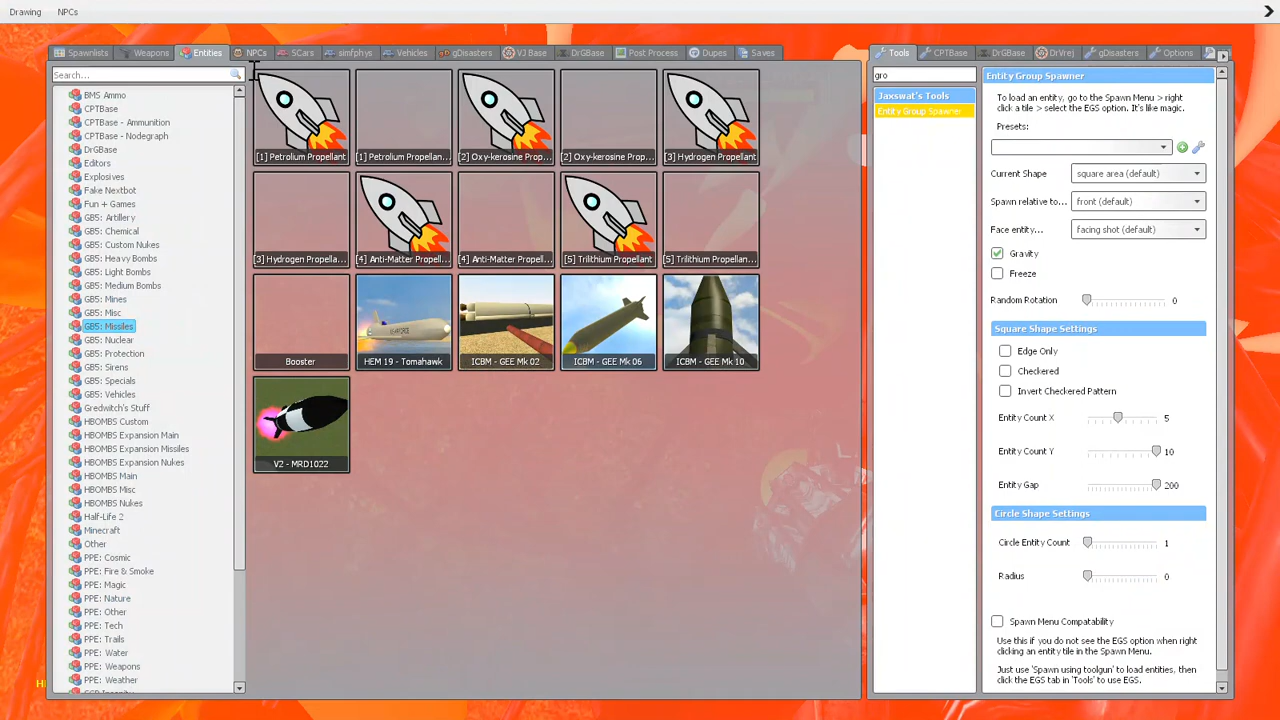 Drawing NPCs
Spawnlists Weapons Entities NPCs SCars simfphys Vehicles gDisasters VJ Base DrGBase Post Process Dupes Saves
Tools CPTBase DrGBase DrVrej gDisasters Options
Search...
BMS Ammo
CPTBase
CPTBase - Ammunition
CPTBase - Nodegraph
DrGBase
Editors
Explosives
Fake Nextbot
Fun + Games
GB5: Artillery
GB5: Chemical
GB5: Custom Nukes
GB5: Heavy Bombs
GB5: Light Bombs
GB5: Medium Bombs
GB5: Mines
GB5: Misc
GB5: Missiles
GB5: Nuclear
GB5: Protection
GB5: Sirens
GB5: Specials
GB5: Vehicles
Gredwitch's Stuff
HBOMBS Custom
HBOMBS Expansion Main
HBOMBS Expansion Missiles
HBOMBS Expansion Nukes
HBOMBS Main
HBOMBS Misc
HBOMBS Nukes
Half-Life 2
Minecraft
Other
PPE: Cosmic
PPE: Fire & Smoke
PPE: Magic
PPE: Nature
PPE: Other
PPE: Tech
PPE: Trails
PPE: Water
PPE: Weapons
PPE: Weather
[1] Petrolium Propellant [1] Petrolium Propellan... [2] Oxy-kerosine Prop... [2] Oxy-kerosine Prop... [3] Hydrogen Propellant
[3] Hydrogen Propellan... [4] Anti-Matter Propell... [4] Anti-Matter Propell... [5] Trilithium Propellant [5] Trilithium Propellan...
Booster HEM 19 - Tomahawk ICBM - GEE Mk 02 ICBM - GEE Mk 06 ICBM - GEE Mk 10
V2 - MRD1022
gro
Jaxswat's Tools
Entity Group Spawner
Entity Group Spawner
To load an entity, go to the Spawn Menu > right
click a tile > select the EGS option. It's like magic.
Presets:
Current Shape square area (default)
Spawn relative to... front (default)
Face entity... facing shot (default)
Gravity
Freeze
Random Rotation 0
Square Shape Settings
Edge Only
Checkered
Invert Checkered Pattern
Entity Count X 5
Entity Count Y 10
Entity Gap 200
Circle Shape Settings
Circle Entity Count 1
Radius 0
Spawn Menu Compatability
Use this if you do not see the EGS option when right
clicking an entity tile in the Spawn Menu.
Just use 'Spawn using toolgun' to load entities, then
click the EGS tab in 'Tools' to use EGS.